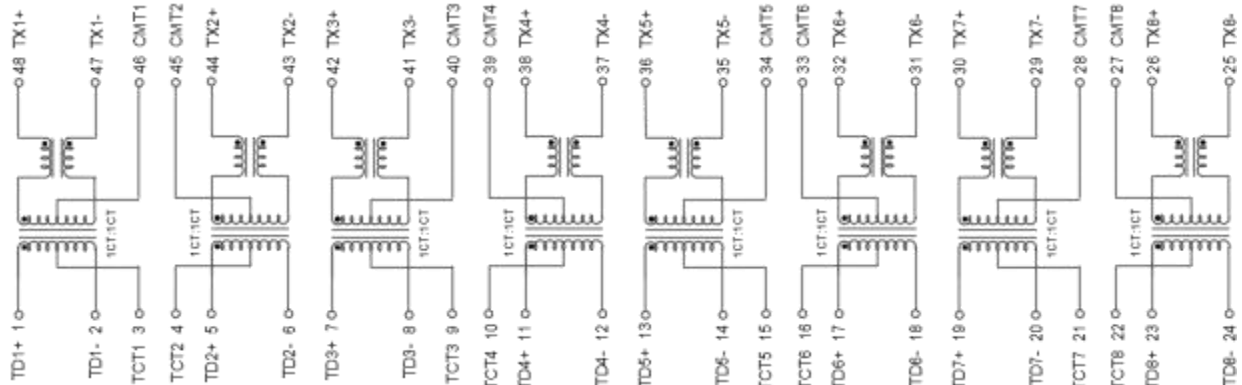 48 TX1+
47 TX1-
46 CMT1
45 CMT2
44 TX2+
43 TX2-
42 TX3+
41 TX3-
40 CMT3
39 CMT4
38 TX4+
37 TX4-
36 TX5+
35 TX5-
34 CMT5
33 CMT6
32 TX6+
31 TX6-
30 TX7+
29 TX7-
28 CMT7
27 CMT8
26 TX8+
25 TX8-
1CT:1CT
1CT:1CT
1CT:1CT
1CT:1CT
1CT:1CT
1CT:1CT
1CT:1CT
1CT:1CT
TD1+ 1
TD1- 2
TCT1 3
TCT2 4
TD2+ 5
TD2- 6
TD3+ 7
TD3- 8
TCT3 9
TCT4 10
TD4+ 11
TD4- 12
TD5+ 13
TD5- 14
TCT5 15
TCT6 16
TD6+ 17
TD6- 18
TD7+ 19
TD7- 20
TCT7 21
TCT8 22
TD8+ 23
TD8- 24